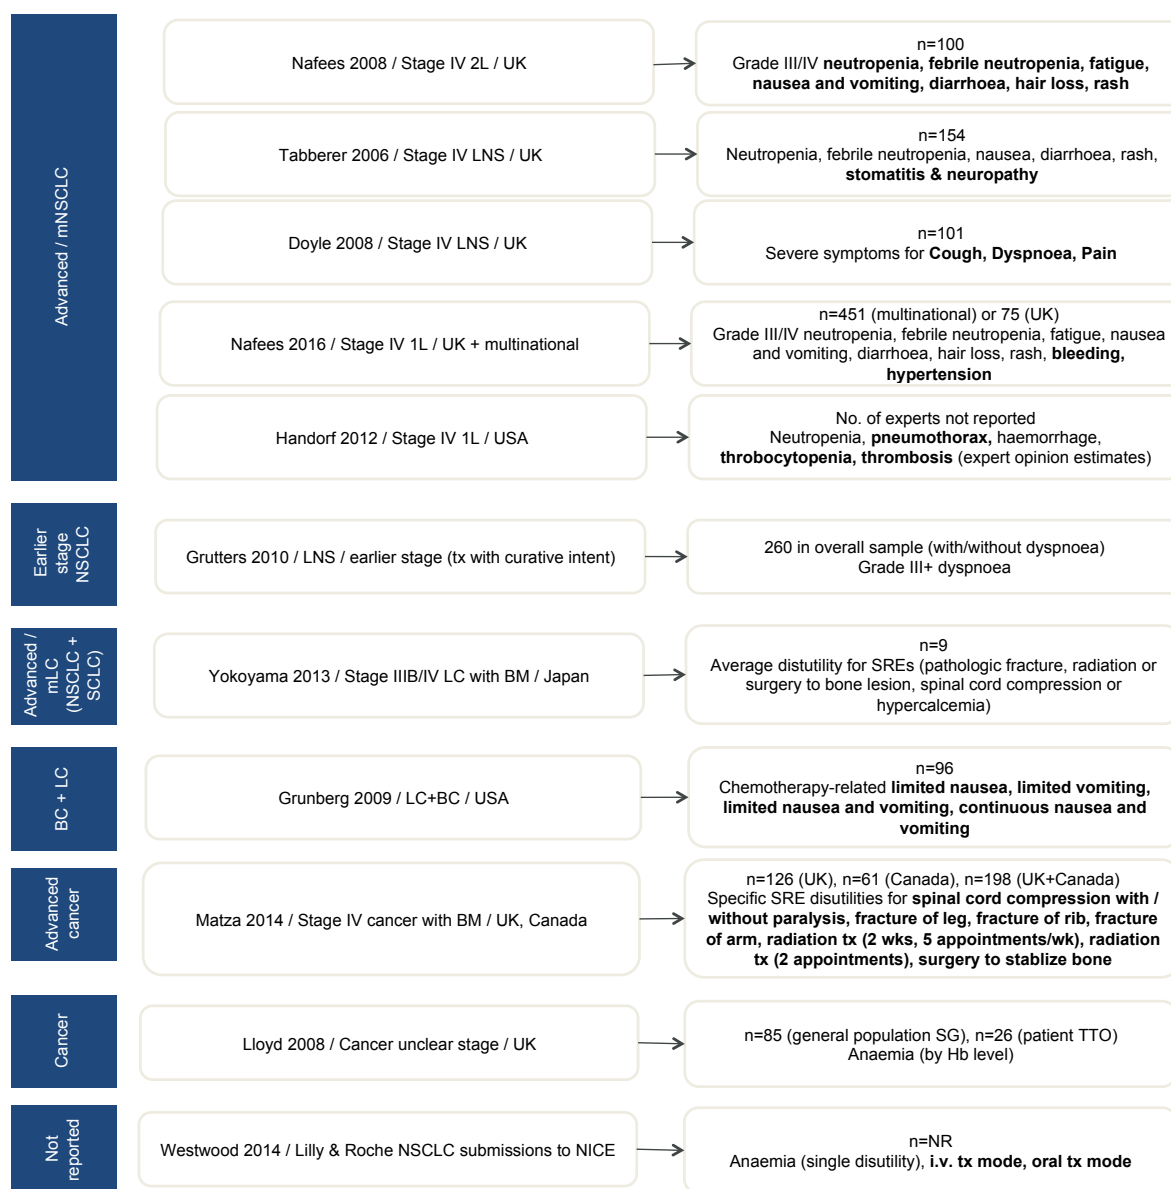 Advanced / mNSCLC
Nafees 2008 / Stage IV 2L / UK
n=100
Grade III/IV neutropenia, febrile neutropenia, fatigue,
nausea and vomiting, diarrhoea, hair loss, rash
Tabberer 2006 / Stage IV LNS / UK
n=154
Neutropenia, febrile neutropenia, nausea, diarrhoea, rash,
stomatitis & neuropathy
Doyle 2008 / Stage IV LNS / UK
n=101
Severe symptoms for Cough, Dyspnoea, Pain
Nafees 2016 / Stage IV 1L / UK + multinational
n=451 (multinational) or 75 (UK)
Grade III/IV neutropenia, febrile neutropenia, fatigue, nausea
and vomiting, diarrhoea, hair loss, rash, bleeding,
hypertension
Handorf 2012 / Stage IV 1L / USA
No. of experts not reported
Neutropenia, pneumothorax, haemorrhage,
throbocytopenia, thrombosis (expert opinion estimates)
Earlier
stage
NSCLC
Grutters 2010 / LNS / earlier stage (tx with curative intent)
260 in overall sample (with/without dyspnoea)
Grade III+ dyspnoea
Advanced /
mLC
(NSCLC +
SCLC)
Yokoyama 2013 / Stage IIIB/IV LC with BM / Japan
n=9
Average distutility for SREs (pathologic fracture, radiation or
surgery to bone lesion, spinal cord compression or
hypercalcemia)
BC + LC
Grunberg 2009 / LC+BC / USA
n=96
Chemotherapy-related limited nausea, limited vomiting,
limited nausea and vomiting, continuous nausea and
vomiting
Advanced
cancer
Matza 2014 / Stage IV cancer with BM / UK, Canada
n=126 (UK), n=61 (Canada), n=198 (UK+Canada)
Specific SRE disutilities for spinal cord compression with /
without paralysis, fracture of leg, fracture of rib, fracture
of arm, radiation tx (2 wks, 5 appointments/wk), radiation
tx (2 appointments), surgery to stablize bone
Cancer
Lloyd 2008 / Cancer unclear stage / UK
n=85 (general population SG), n=26 (patient TTO)
Anaemia (by Hb level)
Not
reported
Westwood 2014 / Lilly & Roche NSCLC submissions to NICE
n=NR
Anaemia (single disutility), i.v. tx mode, oral tx mode